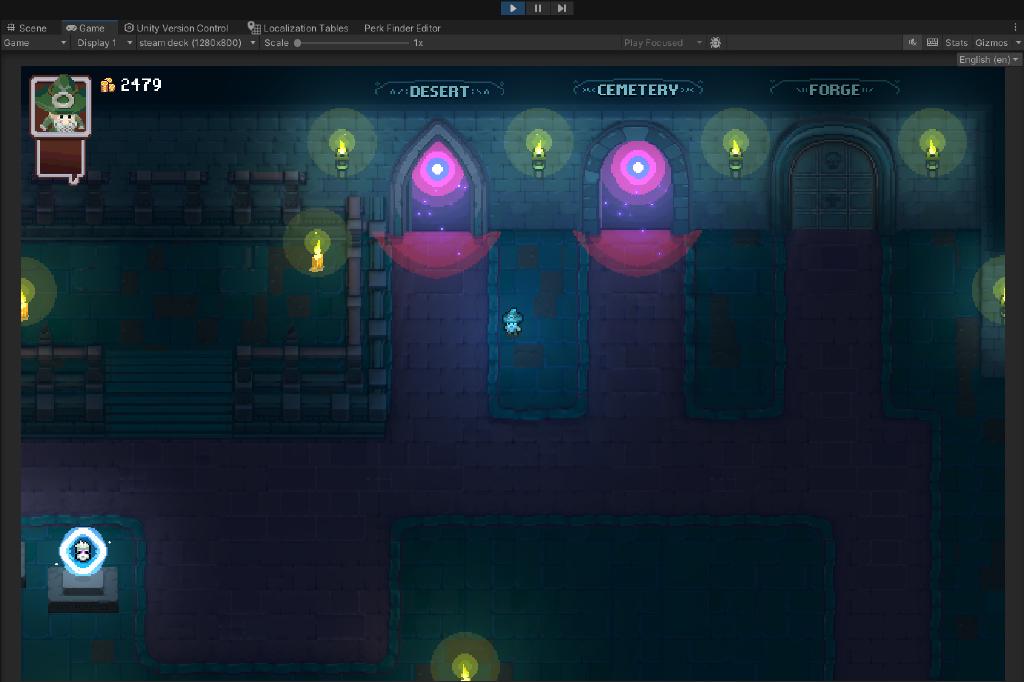 Scene Game Unity Version Control Localization Tables Perk Finder Editor
Game Display 1 steam deck (1280x800) Scale 1x Play Focused Stats Gizmos
English (en)
2479
DESERT CEMETERY FORGE